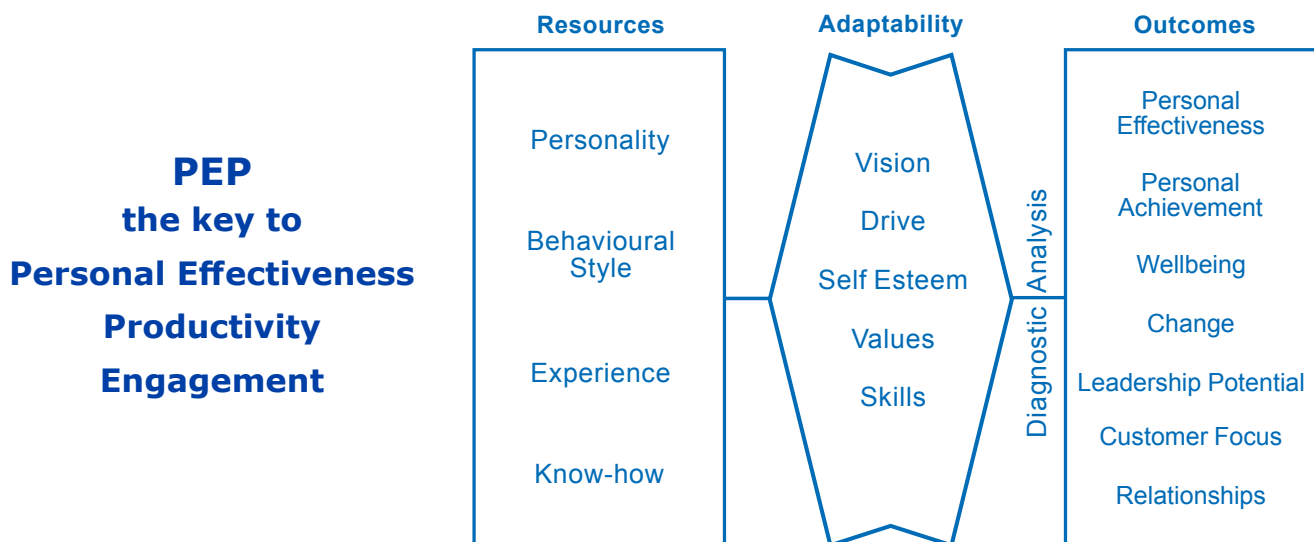 PEP
the key to
Personal Effectiveness
Productivity
Engagement
Resources
Personality
Behavioural
Style
Experience
Know-how
Adaptability
Vision
Drive
Self Esteem
Values
Skills
Diagnostic Analysis
Outcomes
Personal
Effectiveness
Personal
Achievement
Wellbeing
Change
Leadership Potential
Customer Focus
Relationships